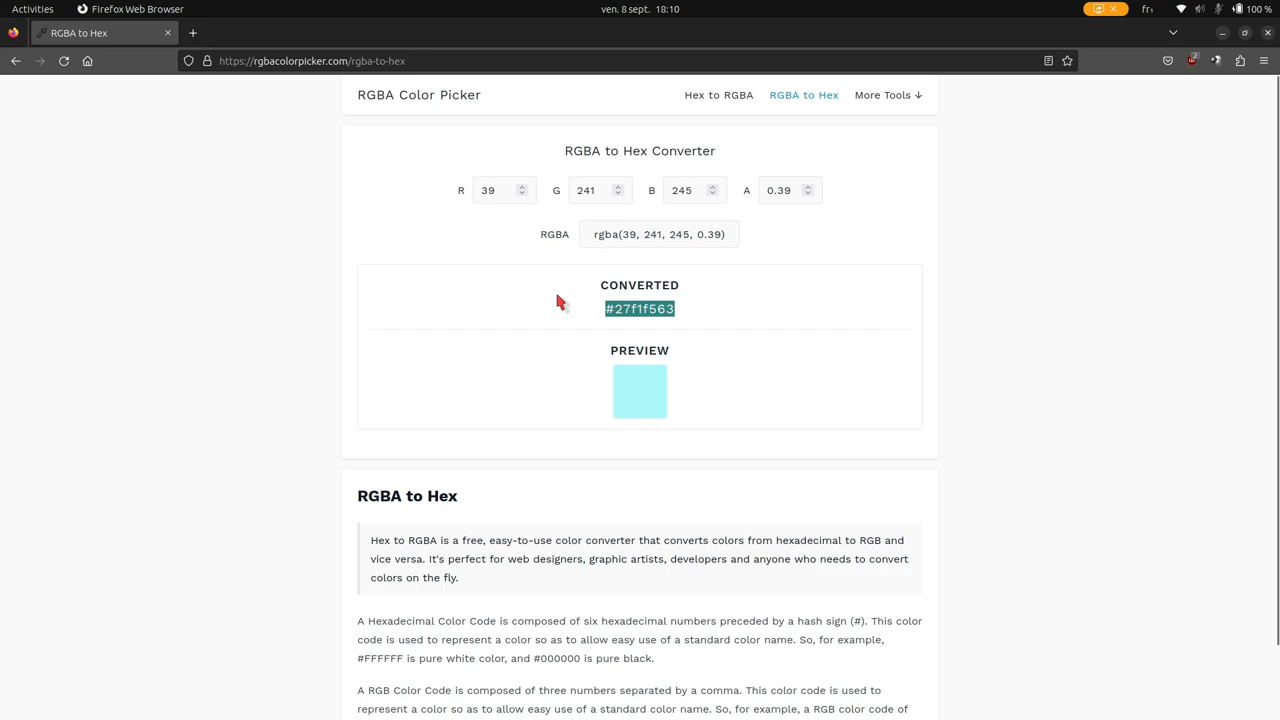 Activities
Firefox Web Browser
ven. 8 sept. 18:10
fr₁
100 %
RGBA to Hex
https://rgbacolorpicker.com/rgba-to-hex
2
RGBA Color Picker
Hex to RGBA
RGBA to Hex
More Tools ↓
RGBA to Hex Converter
R 39 G 241 B 245 A 0.39
RGBA rgba(39, 241, 245, 0.39)
CONVERTED
#27f1f563
PREVIEW
RGBA to Hex
Hex to RGBA is a free, easy-to-use color converter that converts colors from hexadecimal to RGB and
vice versa. It's perfect for web designers, graphic artists, developers and anyone who needs to convert
colors on the fly.
A Hexadecimal Color Code is composed of six hexadecimal numbers preceded by a hash sign (#). This color
code is used to represent a color so as to allow easy use of a standard color name. So, for example,
#FFFFFF is pure white color, and #000000 is pure black.
A RGB Color Code is composed of three numbers separated by a comma. This color code is used to
represent a color so as to allow easy use of a standard color name. So, for example, a RGB color code of